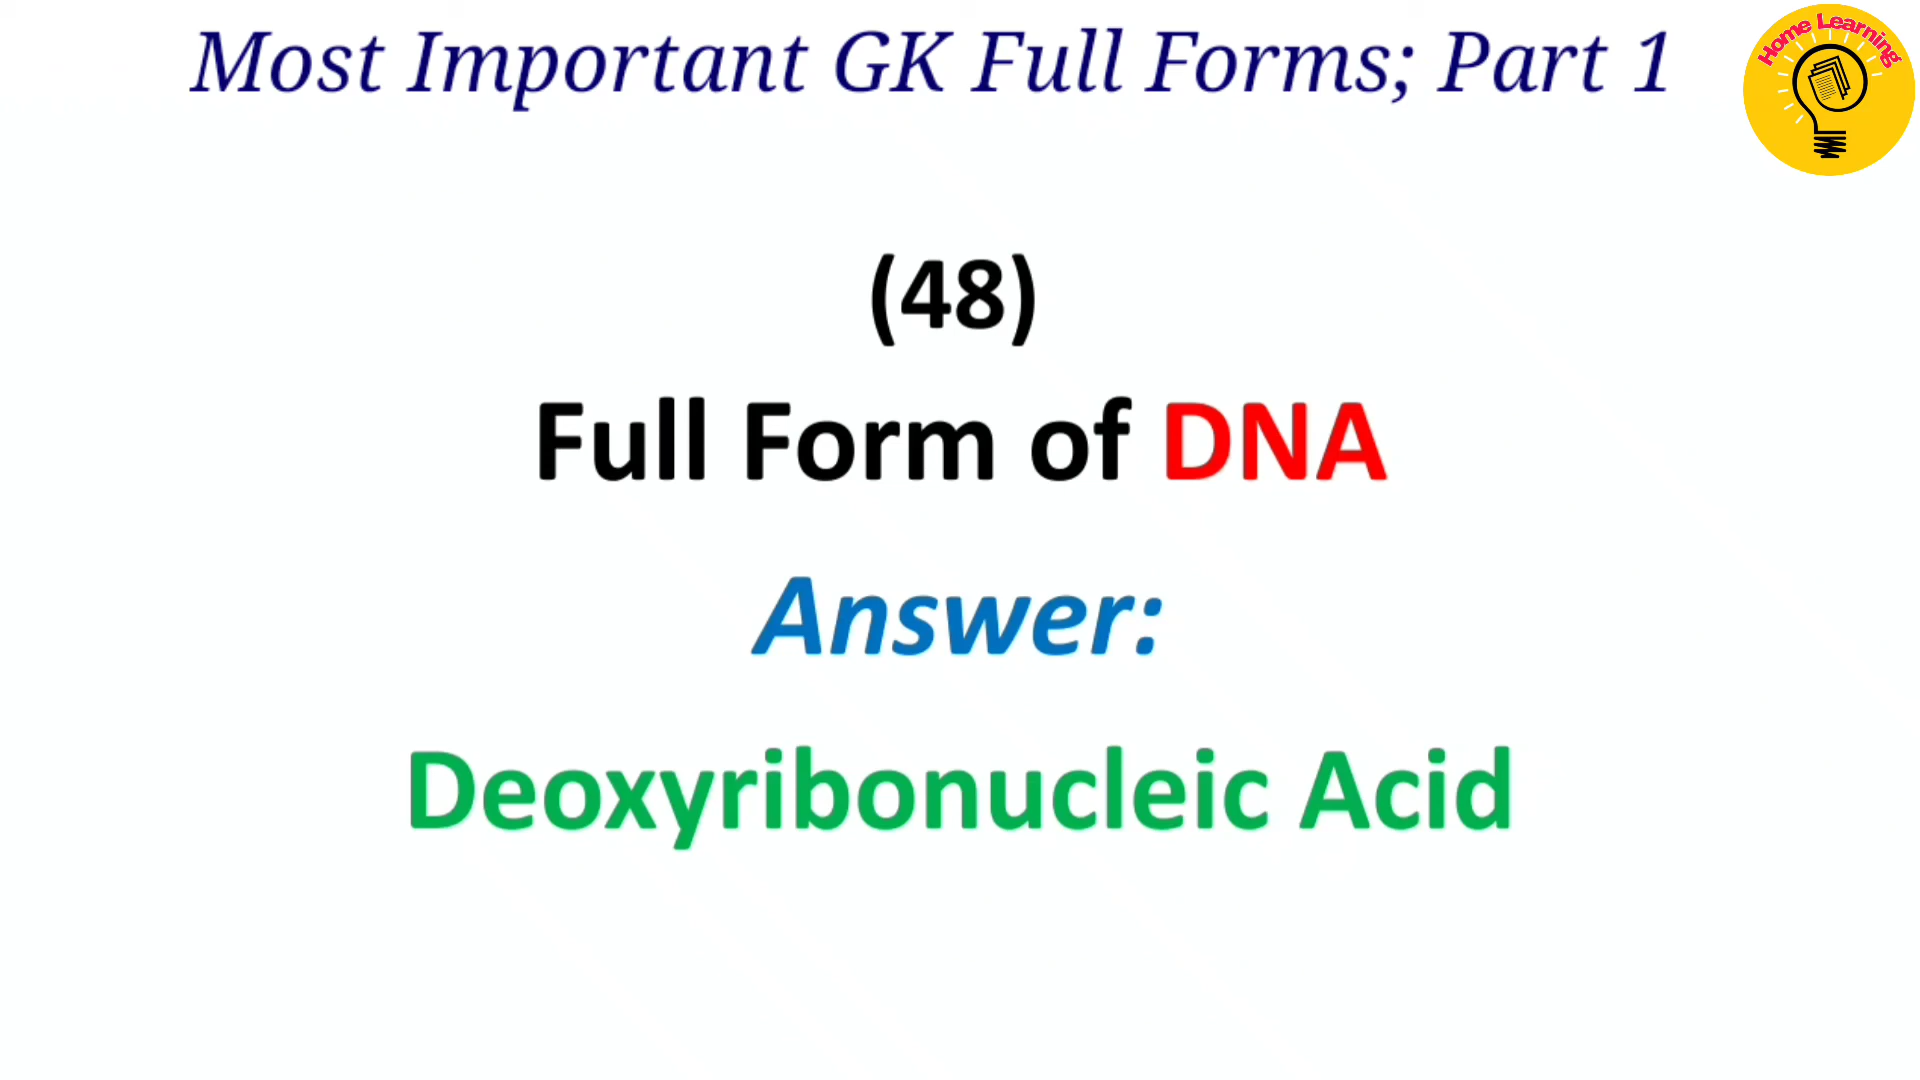 Most Important GK Full Forms; Part 1
Home Learning
(48)
Full Form of DNA
Answer:
Deoxyribonucleic Acid